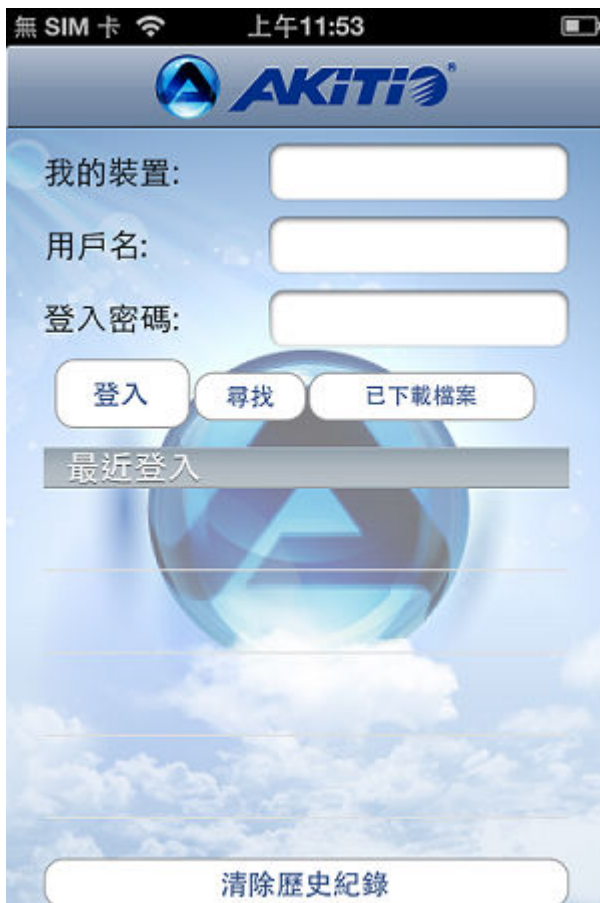 無 SIM 卡 上午11:53
AKiTiO®
我的裝置:
用戶名:
登入密碼:
登入 尋找 已下載檔案
最近登入
清除歷史紀錄